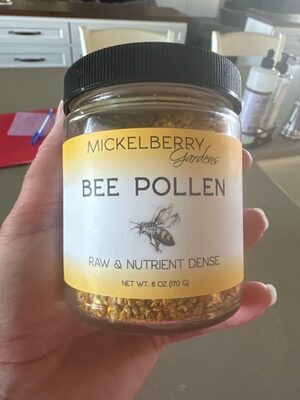 MICKELBERRY
Gardens
BEE POLLEN
RAW & NUTRIENT DENSE
NET WT. 6 OZ (170 G)